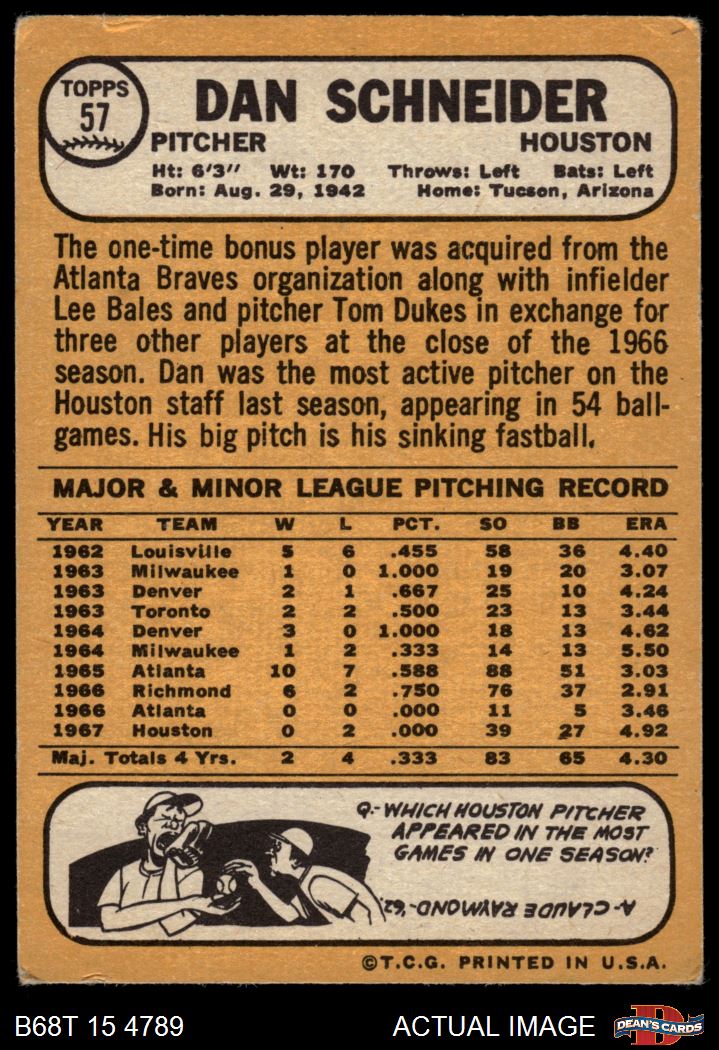 TOPPS
57
DAN SCHNEIDER
PITCHER HOUSTON
Ht: 6'3" Wt: 170 Throws: Left Bats: Left
Born: Aug. 29, 1942 Home: Tucson, Arizona
The one-time bonus player was acquired from the
Atlanta Braves organization along with infielder
Lee Bales and pitcher Tom Dukes in exchange for
three other players at the close of the 1966
season. Dan was the most active pitcher on the
Houston staff last season, appearing in 54 ball-
games. His big pitch is his sinking fastball.
MAJOR & MINOR LEAGUE PITCHING RECORD
YEAR TEAM W L PCT. SO BB ERA
1962 Louisville 5 6 .455 58 36 4.40
1963 Milwaukee 1 0 1.000 19 20 3.07
1963 Denver 2 1 .667 25 10 4.24
1963 Toronto 2 2 .500 23 13 3.44
1964 Denver 3 0 1.000 18 13 4.62
1964 Milwaukee 1 2 .333 14 13 5.50
1965 Atlanta 10 7 .588 88 51 3.03
1966 Richmond 6 2 .750 76 37 2.91
1966 Atlanta 0 0 .000 11 5 3.46
1967 Houston 0 2 .000 39 27 4.92
Maj. Totals 4 Yrs. 2 4 .333 83 65 4.30
Q.- WHICH HOUSTON PITCHER
APPEARED IN THE MOST
GAMES IN ONE SEASON?
A- CLAUDE RAYMOND-'62.
©T.C.G. PRINTED IN U.S.A.
B68T 15 4789 ACTUAL IMAGE
D
DEAN'S CARDS